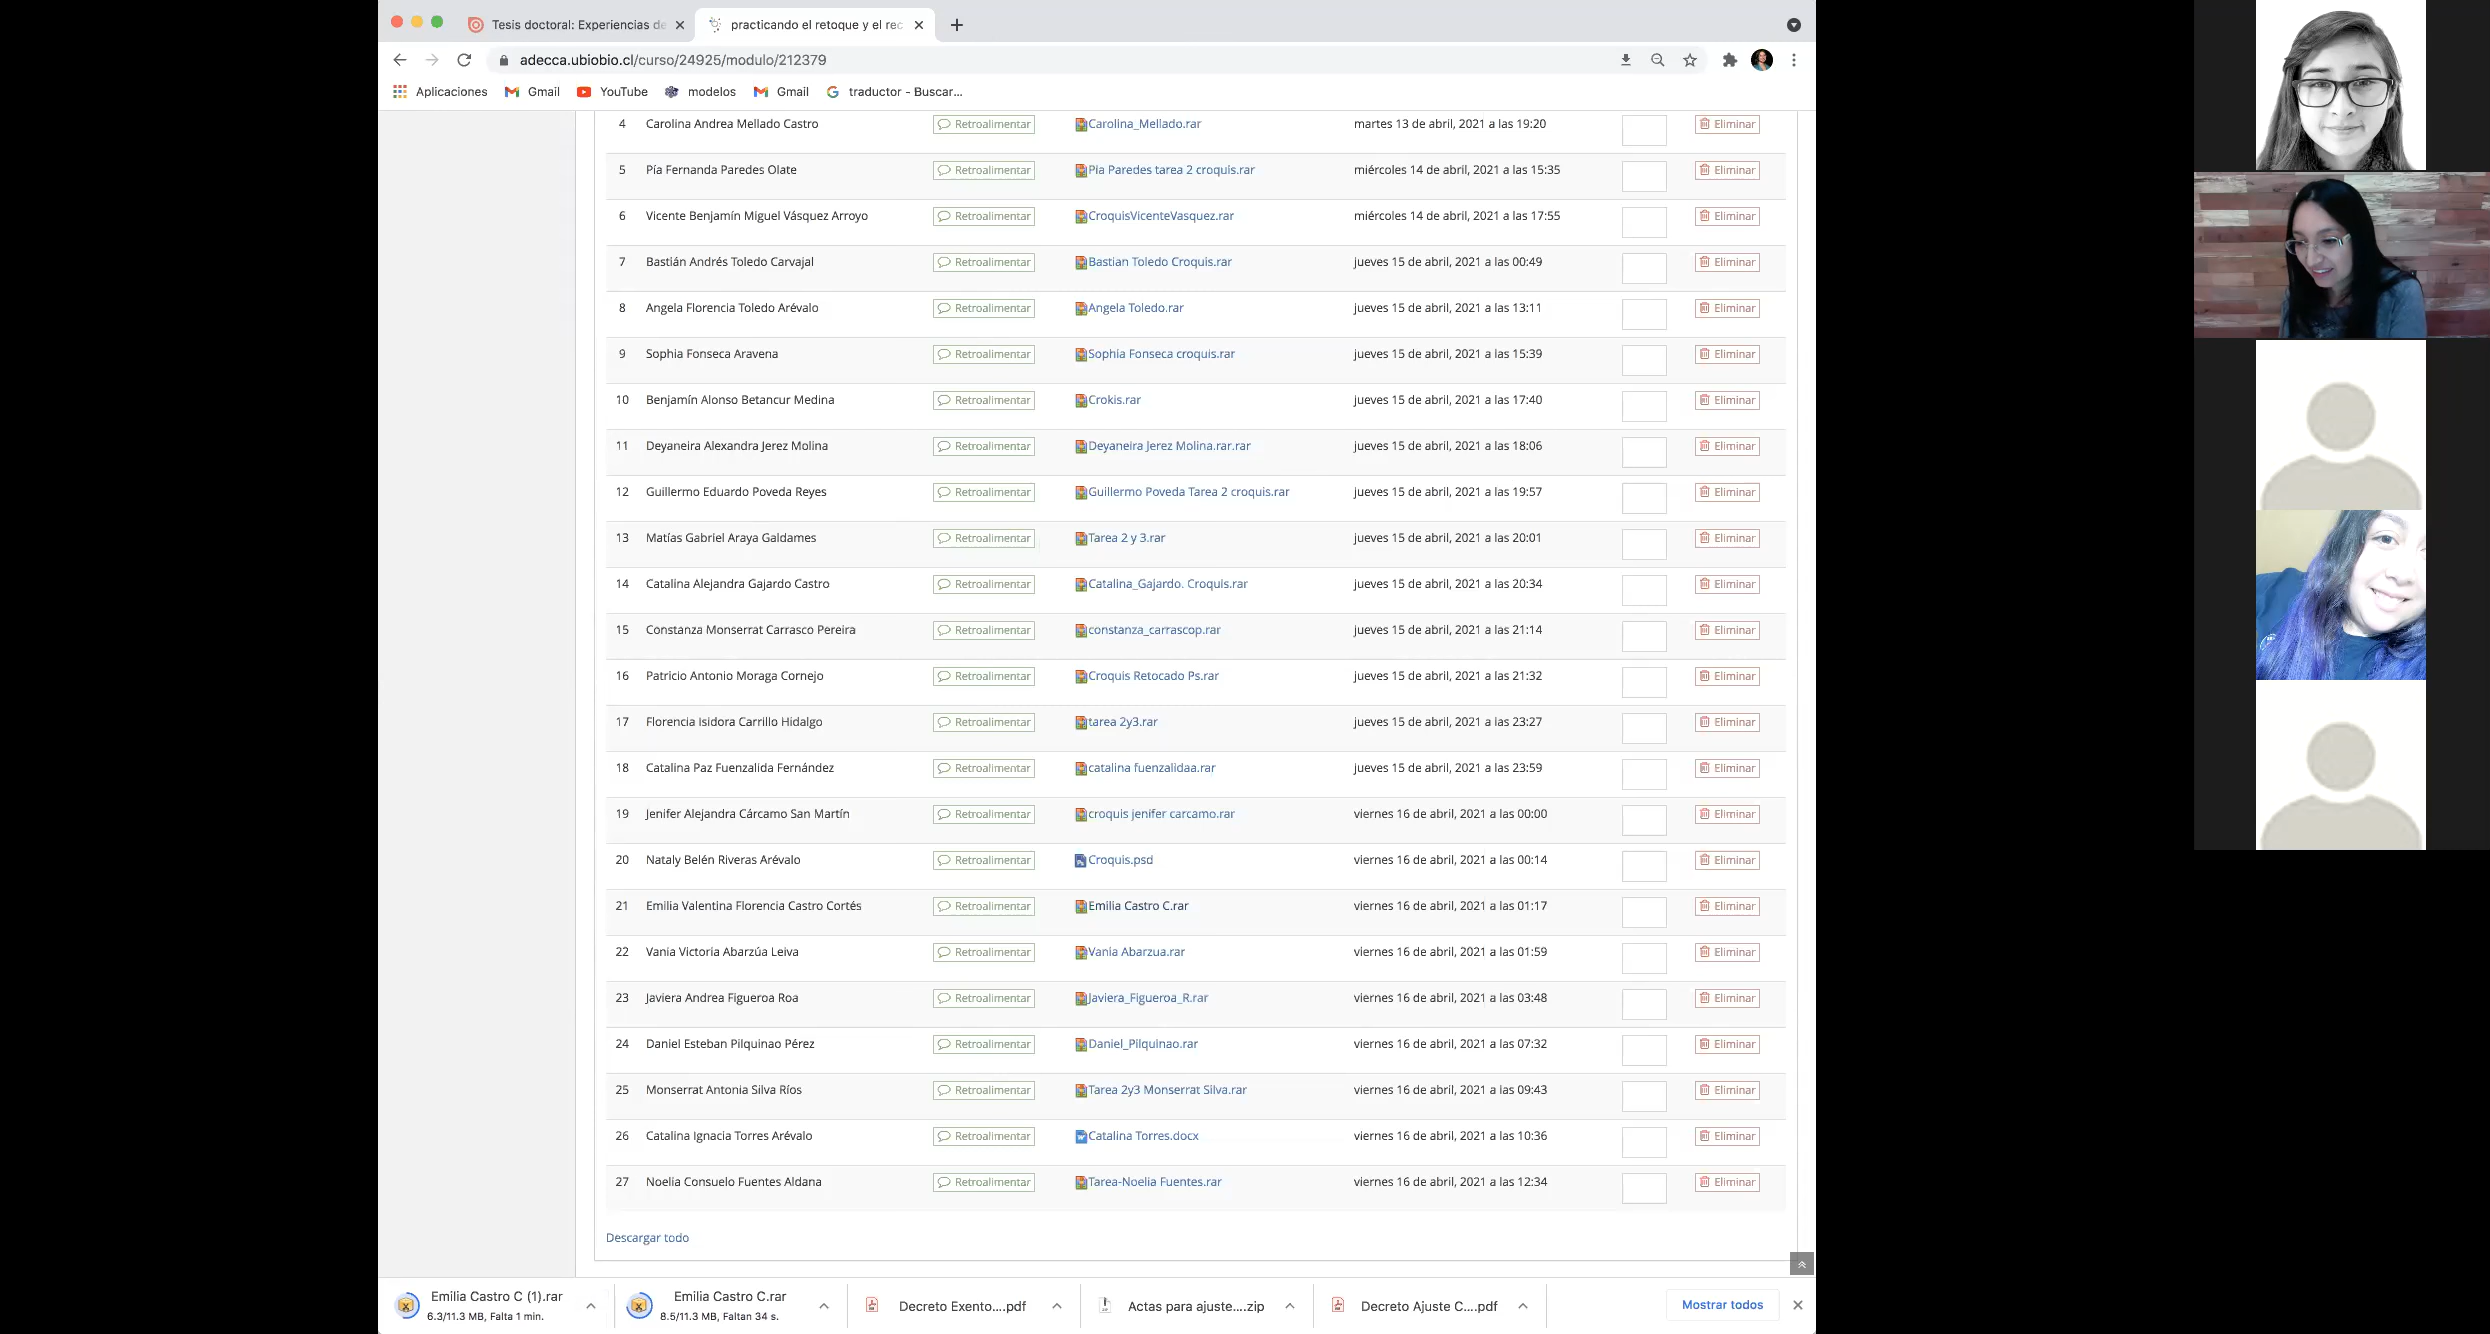 Tesis doctoral: Experiencias de
practicando el retoque y el rec
adecca.ubiobio.cl/curso/24925/modulo/212379
Aplicaciones Gmail YouTube modelos Gmail traductor - Buscar...
4 Carolina Andrea Mellado Castro Retroalimentar Carolina_Mellado.rar martes 13 de abril, 2021 a las 19:20 Eliminar
5 Pía Fernanda Paredes Olate Retroalimentar Pia Paredes tarea 2 croquis.rar miércoles 14 de abril, 2021 a las 15:35 Eliminar
6 Vicente Benjamín Miguel Vásquez Arroyo Retroalimentar CroquisVicenteVasquez.rar miércoles 14 de abril, 2021 a las 17:55 Eliminar
7 Bastián Andrés Toledo Carvajal Retroalimentar Bastian Toledo Croquis.rar jueves 15 de abril, 2021 a las 00:49 Eliminar
8 Angela Florencia Toledo Arévalo Retroalimentar Angela Toledo.rar jueves 15 de abril, 2021 a las 13:11 Eliminar
9 Sophia Fonseca Aravena Retroalimentar Sophia Fonseca croquis.rar jueves 15 de abril, 2021 a las 15:39 Eliminar
10 Benjamín Alonso Betancur Medina Retroalimentar Crokis.rar jueves 15 de abril, 2021 a las 17:40 Eliminar
11 Deyaneira Alexandra Jerez Molina Retroalimentar Deyaneira Jerez Molina.rar.rar jueves 15 de abril, 2021 a las 18:06 Eliminar
12 Guillermo Eduardo Poveda Reyes Retroalimentar Guillermo Poveda Tarea 2 croquis.rar jueves 15 de abril, 2021 a las 19:57 Eliminar
13 Matías Gabriel Araya Galdames Retroalimentar Tarea 2 y 3.rar jueves 15 de abril, 2021 a las 20:01 Eliminar
14 Catalina Alejandra Gajardo Castro Retroalimentar Catalina_Gajardo. Croquis.rar jueves 15 de abril, 2021 a las 20:34 Eliminar
15 Constanza Monserrat Carrasco Pereira Retroalimentar constanza_carrascop.rar jueves 15 de abril, 2021 a las 21:14 Eliminar
16 Patricio Antonio Moraga Cornejo Retroalimentar Croquis Retocado Ps.rar jueves 15 de abril, 2021 a las 21:32 Eliminar
17 Florencia Isidora Carrillo Hidalgo Retroalimentar tarea 2y3.rar jueves 15 de abril, 2021 a las 23:27 Eliminar
18 Catalina Paz Fuenzalida Fernández Retroalimentar catalina fuenzalidaa.rar jueves 15 de abril, 2021 a las 23:59 Eliminar
19 Jenifer Alejandra Cárcamo San Martín Retroalimentar croquis jenifer carcamo.rar viernes 16 de abril, 2021 a las 00:00 Eliminar
20 Nataly Belén Riveras Arévalo Retroalimentar Croquis.psd viernes 16 de abril, 2021 a las 00:14 Eliminar
21 Emilia Valentina Florencia Castro Cortés Retroalimentar Emilia Castro C.rar viernes 16 de abril, 2021 a las 01:17 Eliminar
22 Vania Victoria Abarzúa Leiva Retroalimentar Vania Abarzua.rar viernes 16 de abril, 2021 a las 01:59 Eliminar
23 Javiera Andrea Figueroa Roa Retroalimentar Javiera_Figueroa_R.rar viernes 16 de abril, 2021 a las 03:48 Eliminar
24 Daniel Esteban Pilquinao Pérez Retroalimentar Daniel_Pilquinao.rar viernes 16 de abril, 2021 a las 07:32 Eliminar
25 Monserrat Antonia Silva Ríos Retroalimentar Tarea 2y3 Monserrat Silva.rar viernes 16 de abril, 2021 a las 09:43 Eliminar
26 Catalina Ignacia Torres Arévalo Retroalimentar Catalina Torres.docx viernes 16 de abril, 2021 a las 10:36 Eliminar
27 Noelia Consuelo Fuentes Aldana Retroalimentar Tarea-Noelia Fuentes.rar viernes 16 de abril, 2021 a las 12:34 Eliminar
Descargar todo
Emilia Castro C (1).rar Emilia Castro C.rar Decreto Exento....pdf Actas para ajuste....zip Decreto Ajuste C....pdf Mostrar todos
6.3/11.3 MB, Falta 1 min. 8.5/11.3 MB, Faltan 34 s.